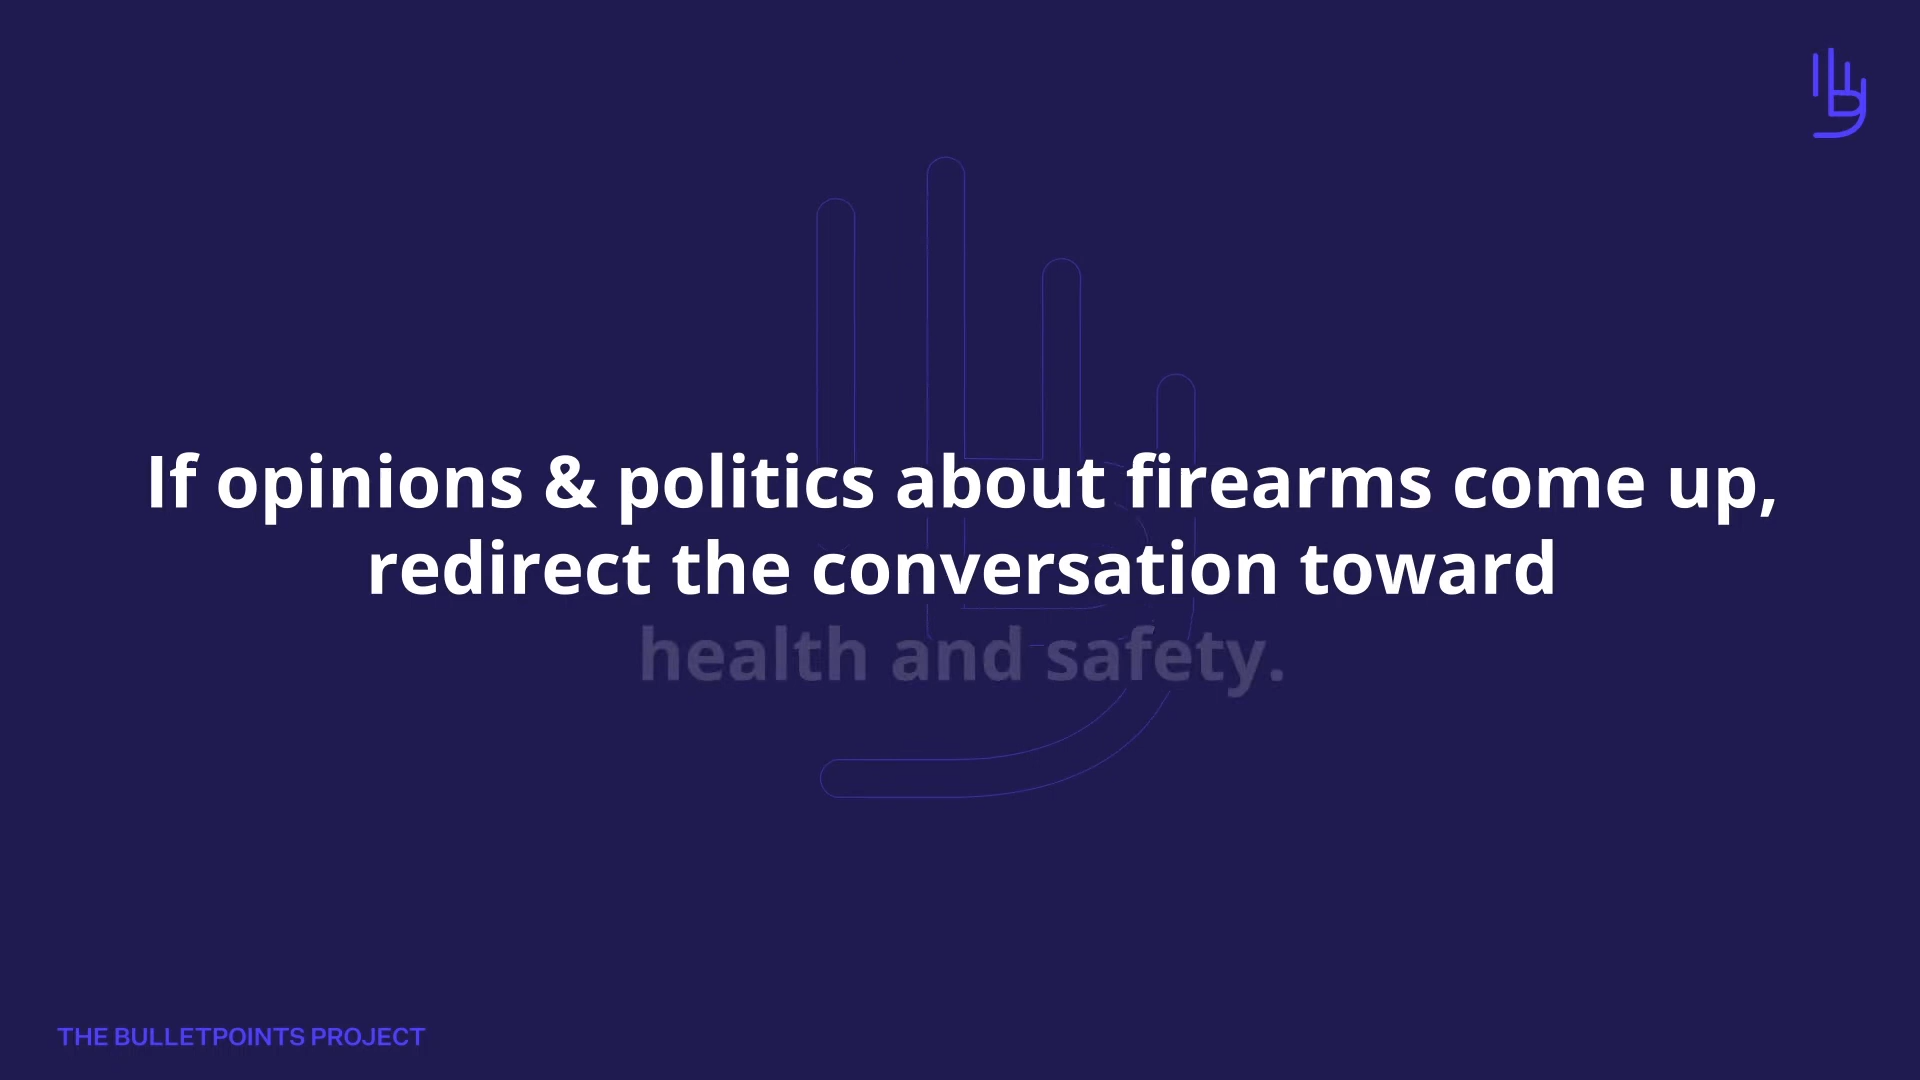 If opinions & politics about firearms come up,
redirect the conversation toward
health and safety.
THE BULLETPOINTS PROJECT